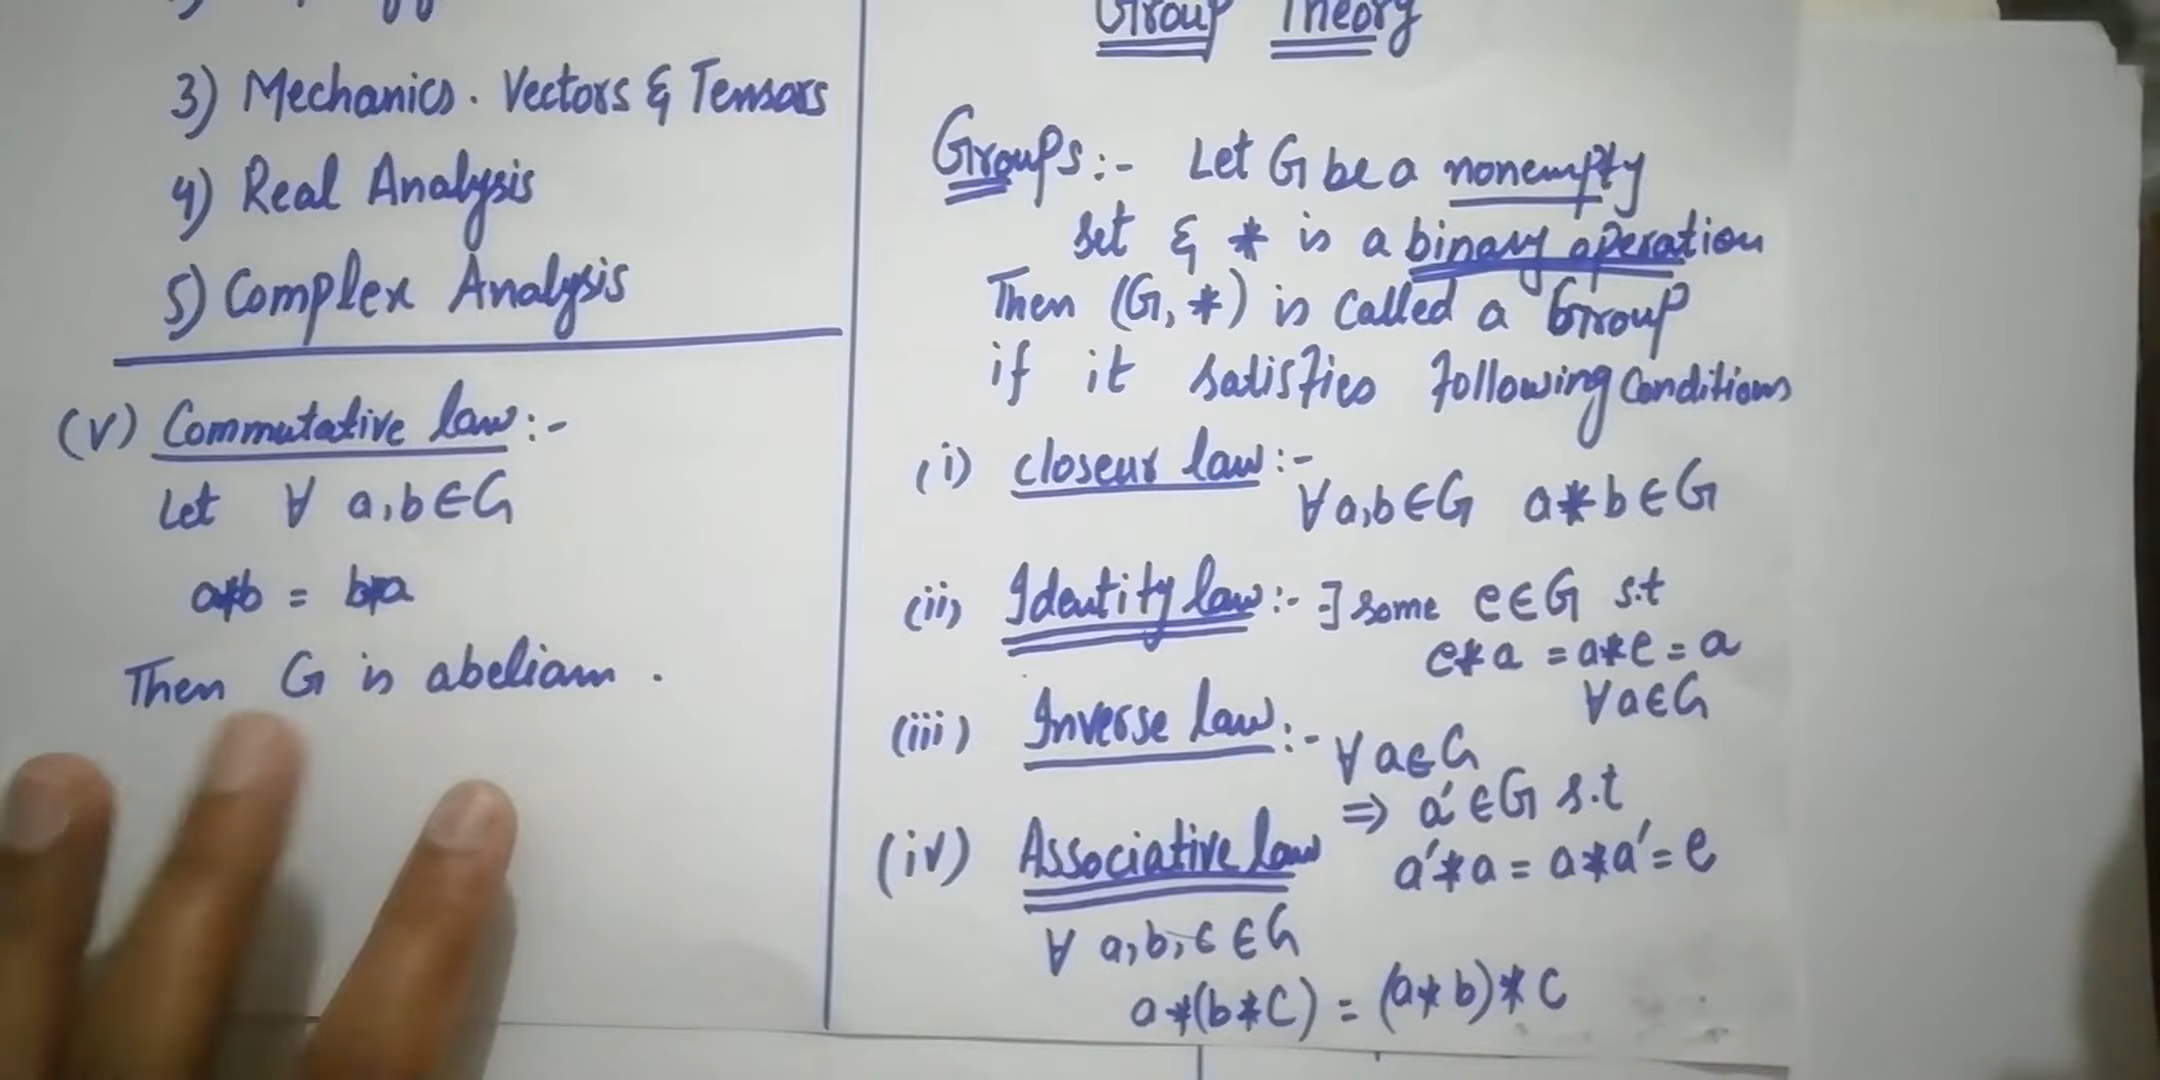 3) Mechanics. Vectors & Tensors
4) Real Analysis
5) Complex Analysis
(V) Commutative law:-
Let ∀ a,b∈G
a*b = b*a
Then G is abeliam.
Group Theory
Groups:- Let G be a nonempty
set & * is a binary operation
Then (G, *) is called a Group
if it satisfies following conditions
(i) closeur law:-
∀a,b∈G a*b∈G
(ii) Identity law:- ∃ some e∈G s.t
e*a = a*e = a
∀a∈G
(iii) Inverse law:- ∀a∈G
⇒ a'∈G s.t
a'*a = a*a' = e
(iv) Associative law
∀ a,b,c ∈G
a*(b*c) = (a*b)*c